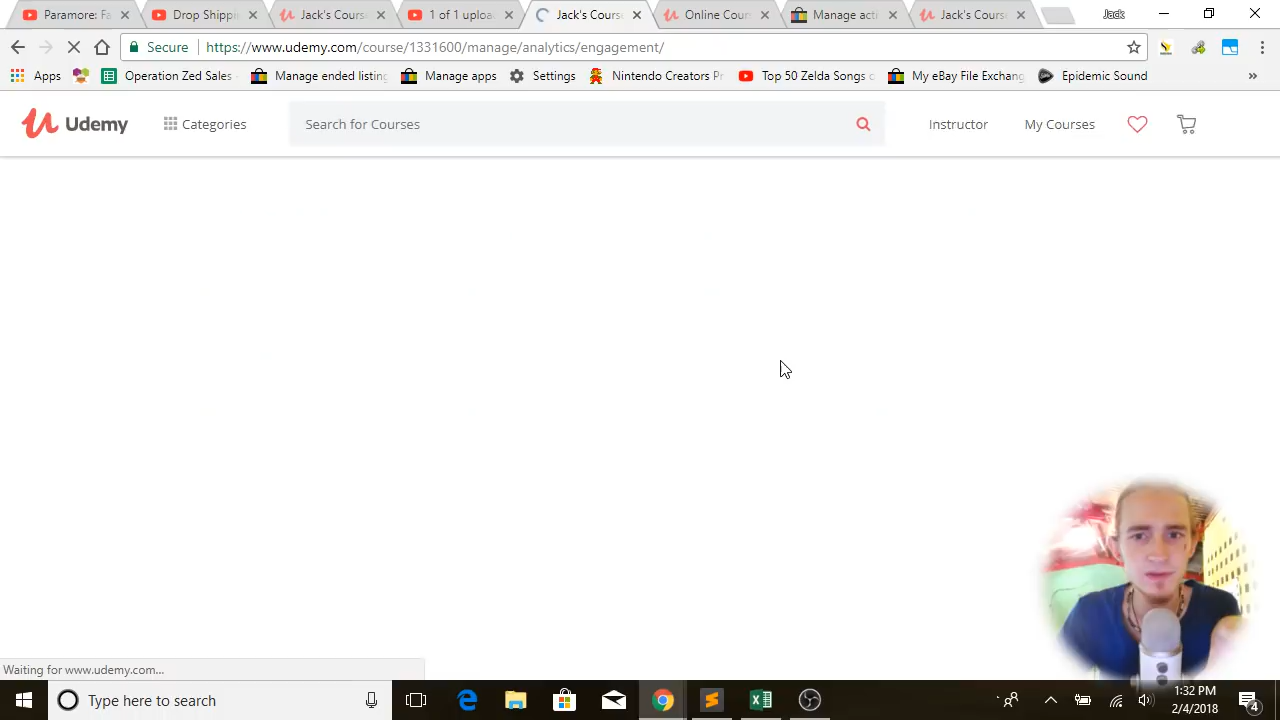 Paramore Fa
Drop Shippi
Jack's Cours
1 of 1 uploa
Jack's Cours
Online Cour
Manage acti
Jack's Cours
Jack
Secure
https://www.udemy.com/course/1331600/manage/analytics/engagement/
Apps
Operation Zed Sales
Manage ended listing
Manage apps
Settings
Nintendo Creators Pr
Top 50 Zelda Songs o
My eBay File Exchang
Epidemic Sound
»
Udemy
Categories
Search for Courses
Instructor
My Courses
Waiting for www.udemy.com...
Type here to search
1:32 PM
2/4/2018
4